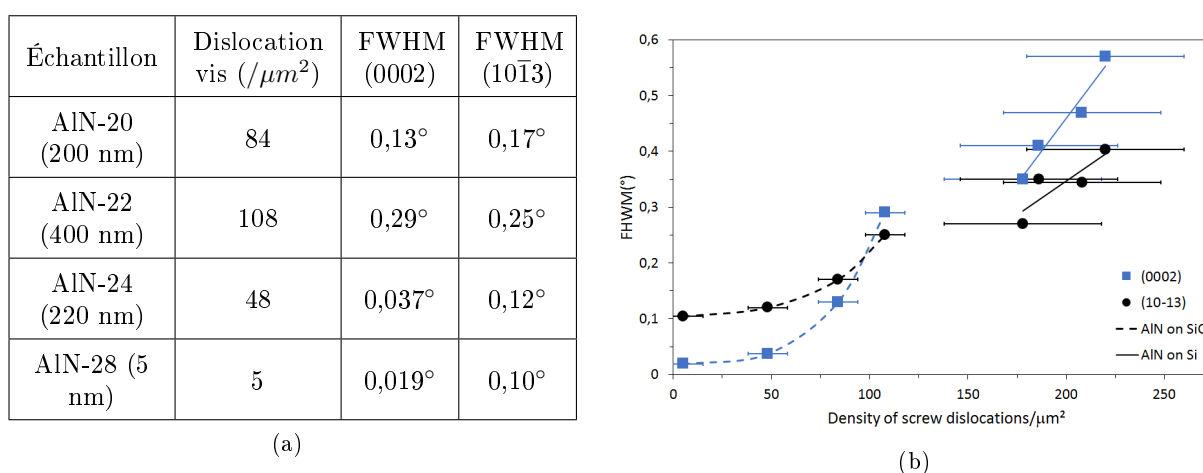 Échantillon
Dislocation
vis (/μm²)
FWHM
(0002)
FWHM
(101̅3)
AlN-20
(200 nm)
84
0,13°
0,17°
AlN-22
(400 nm)
108
0,29°
0,25°
AlN-24
(220 nm)
48
0,037°
0,12°
AlN-28 (5
nm)
5
0,019°
0,10°
(a)
0,6
0,5
0,4
0,3
0,2
0,1
0
FHWM(°)
0
50
100
150
200
250
Density of screw dislocations/μm²
(0002)
(10-13)
AlN on SiC
AlN on Si
(b)